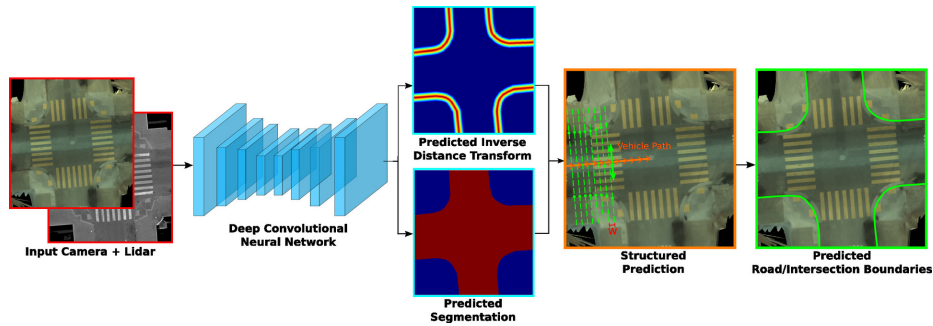 Input Camera + Lidar
Deep Convolutional
Neural Network
Predicted Inverse
Distance Transform
Predicted
Segmentation
Vehicle Path
W
Structured
Prediction
Predicted
Road/Intersection Boundaries